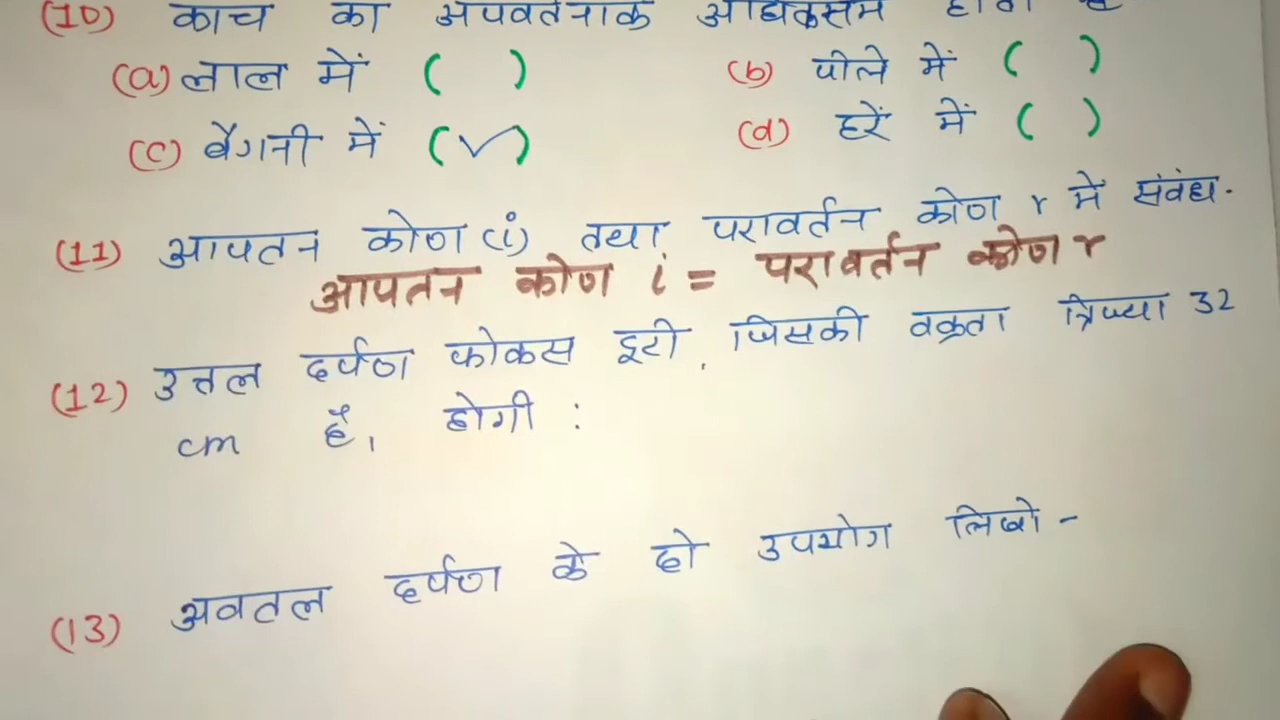 (10) काच का अपवर्तनांक अधिकतम होता है
(a) लाल में ( ) (b) पीले में ( )
(c) बैगनी में (✓) (d) हरें में ( )
(11) आपतन कोण (i) तथा परावर्तन कोण r में संबंध.
आपतन कोण i = परावर्तन कोण r
(12) उत्तल दर्पण फोकस दूरी, जिसकी वक्रता त्रिज्या 32
cm है, होगी :
(13) अवतल दर्पण के दो उपयोग लिखो -